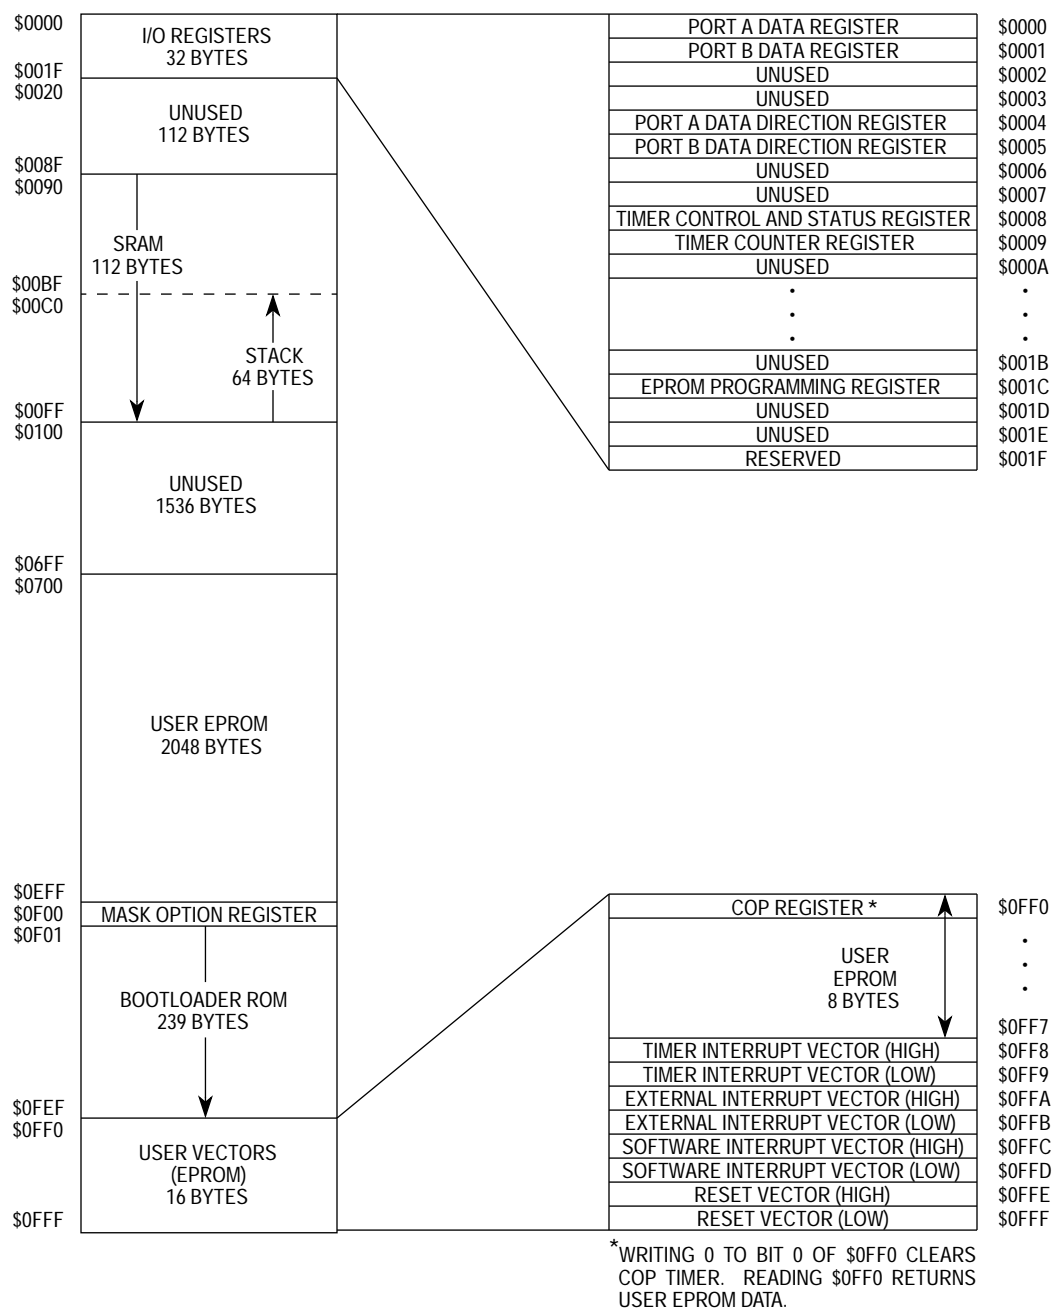 $0000
I/O REGISTERS
32 BYTES
$001F
$0020
UNUSED
112 BYTES
$008F
$0090
SRAM
112 BYTES
$00BF
$00C0
STACK
64 BYTES
$00FF
$0100
UNUSED
1536 BYTES
$06FF
$0700
USER EPROM
2048 BYTES
$0EFF
$0F00 MASK OPTION REGISTER
$0F01
BOOTLOADER ROM
239 BYTES
$0FEF
$0FF0
USER VECTORS
(EPROM)
16 BYTES
$0FFF
PORT A DATA REGISTER $0000
PORT B DATA REGISTER $0001
UNUSED $0002
UNUSED $0003
PORT A DATA DIRECTION REGISTER $0004
PORT B DATA DIRECTION REGISTER $0005
UNUSED $0006
UNUSED $0007
TIMER CONTROL AND STATUS REGISTER $0008
TIMER COUNTER REGISTER $0009
UNUSED $000A
• •
• •
• •
UNUSED $001B
EPROM PROGRAMMING REGISTER $001C
UNUSED $001D
UNUSED $001E
RESERVED $001F
COP REGISTER * $0FF0
•
•
•
USER
EPROM
8 BYTES
$0FF7
TIMER INTERRUPT VECTOR (HIGH) $0FF8
TIMER INTERRUPT VECTOR (LOW) $0FF9
EXTERNAL INTERRUPT VECTOR (HIGH) $0FFA
EXTERNAL INTERRUPT VECTOR (LOW) $0FFB
SOFTWARE INTERRUPT VECTOR (HIGH) $0FFC
SOFTWARE INTERRUPT VECTOR (LOW) $0FFD
RESET VECTOR (HIGH) $0FFE
RESET VECTOR (LOW) $0FFF
*WRITING 0 TO BIT 0 OF $0FF0 CLEARS
COP TIMER. READING $0FF0 RETURNS
USER EPROM DATA.